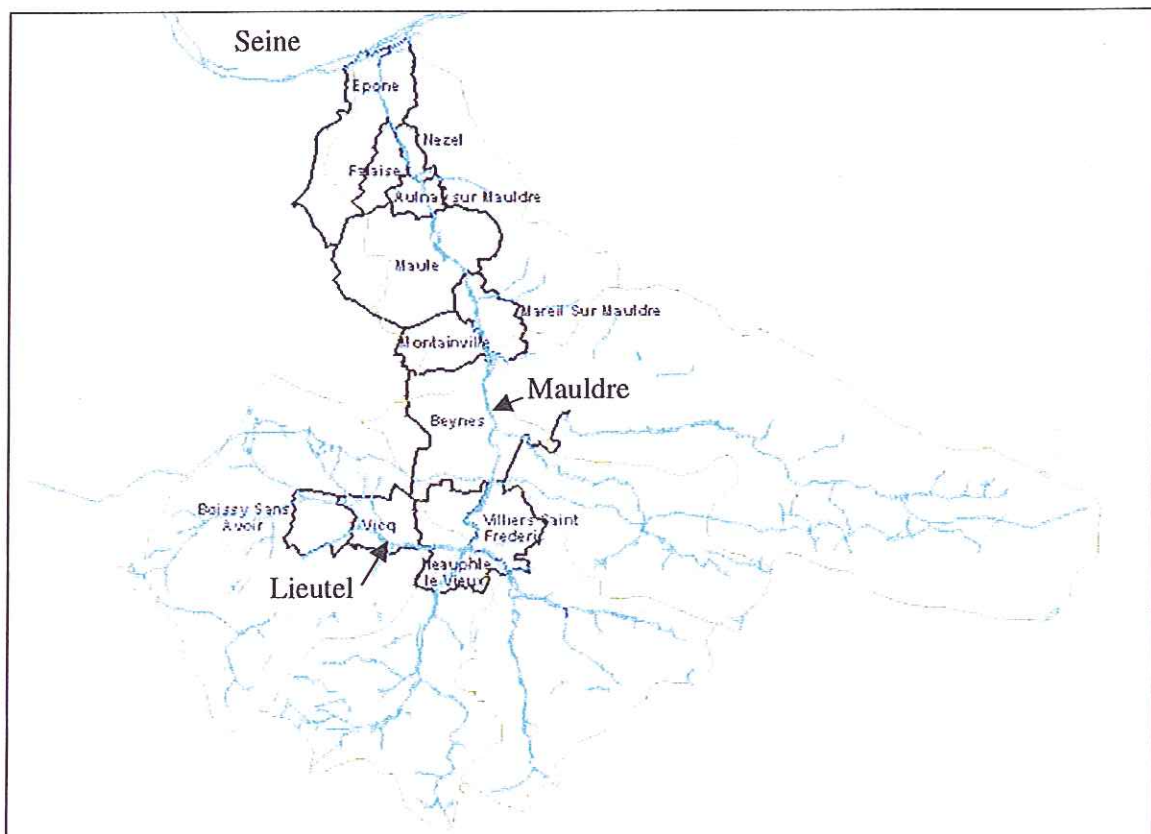 Seine
Epone
Nezel
Falaise
Aulnay sur Mauldre
Maule
Mareil Sur Mauldre
Montainville
Mauldre
Beynes
Boissy Sans
Avoir
Vicq
Villiers Saint
Frederic
Neauphle
le Vieux
Lieutel